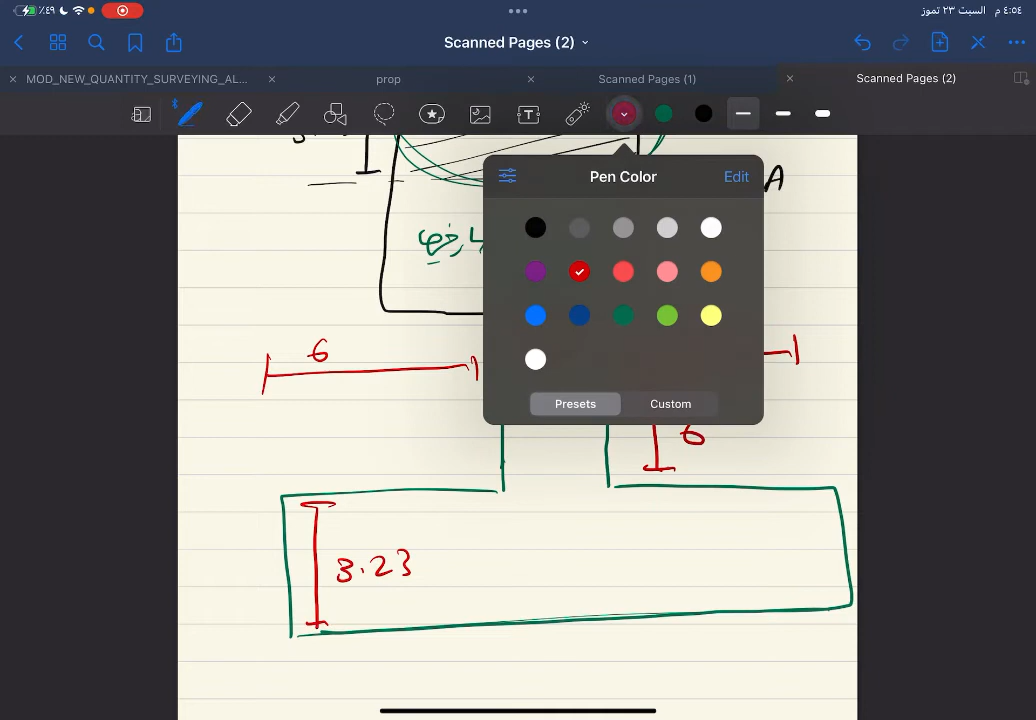 ٤:٥٤ م السبت ٢٣ تموز
٪٤٩
Scanned Pages (2)
MOD_NEW_QUANTITY_SURVEYING_AL...
prop
Scanned Pages (1)
Scanned Pages (2)
Pen Color
Edit
A
6
6
3.23
Presets
Custom